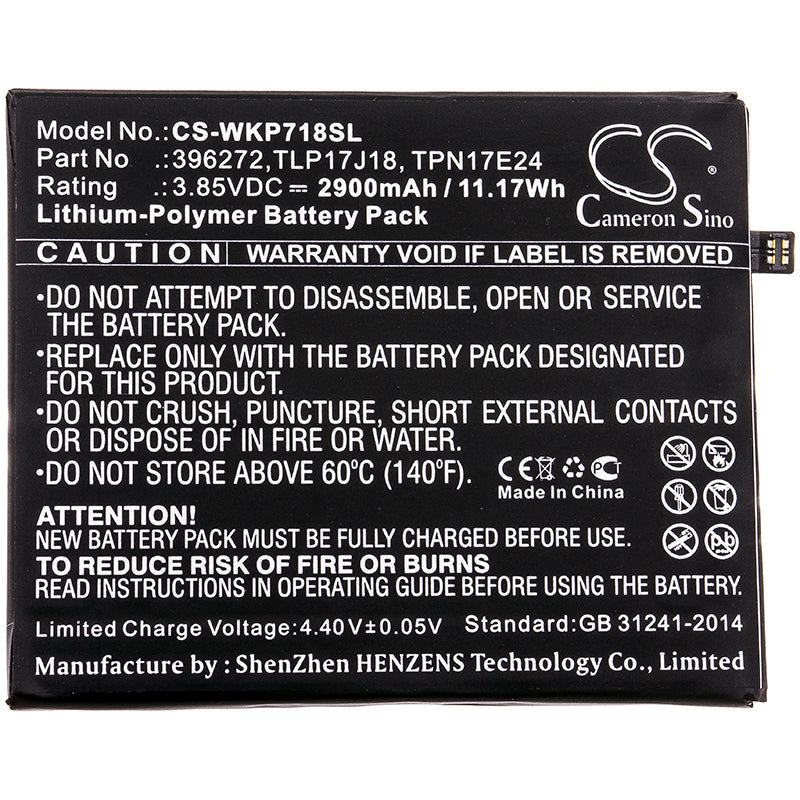 Model No.: CS-WKP718SL
Part No :396272,TLP17J18, TPN17E24
Rating :3.85VDC⎓2900mAh / 11.17Wh
Lithium-Polymer Battery Pack
CS
Cameron Sino
CAUTION WARRANTY VOID IF LABEL IS REMOVED
•DO NOT ATTEMPT TO DISASSEMBLE, OPEN OR SERVICE
THE BATTERY PACK.
•REPLACE ONLY WITH THE BATTERY PACK DESIGNATED
FOR THIS PRODUCT.
•DO NOT CRUSH, PUNCTURE, SHORT EXTERNAL CONTACTS
OR DISPOSE OF IN FIRE OR WATER.
•DO NOT STORE ABOVE 60°C (140°F).
CE PCT
Made In China
ATTENTION!
NEW BATTERY PACK MUST BE FULLY CHARGED BEFORE USE
TO REDUCE RISK OF FIRE OR BURNS
READ INSTRUCTIONS IN OPERATING GUIDE BEFORE USING THE BATTERY.
Limited Charge Voltage:4.40V±0.05V Standard:GB 31241-2014
Manufacture by : ShenZhen HENZENS Technology Co., Limited